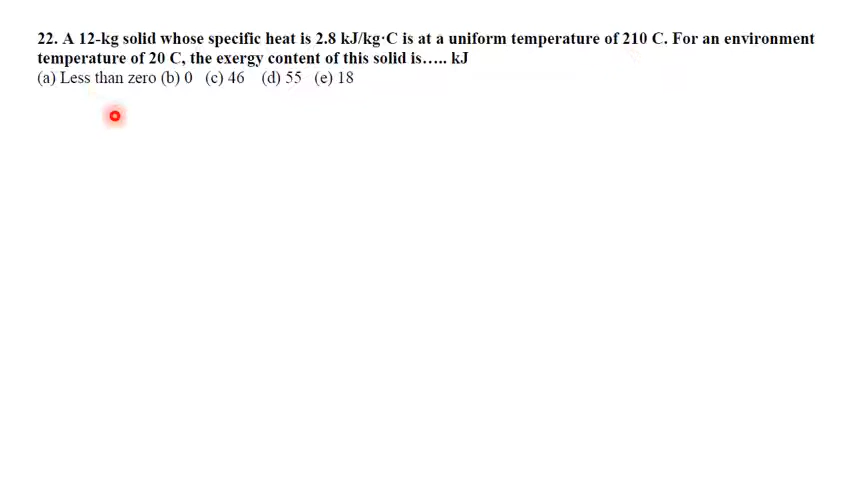 22. A 12-kg solid whose specific heat is 2.8 kJ/kg·C is at a uniform temperature of 210 C. For an environment
temperature of 20 C, the exergy content of this solid is….. kJ
(a) Less than zero (b) 0 (c) 46 (d) 55 (e) 18